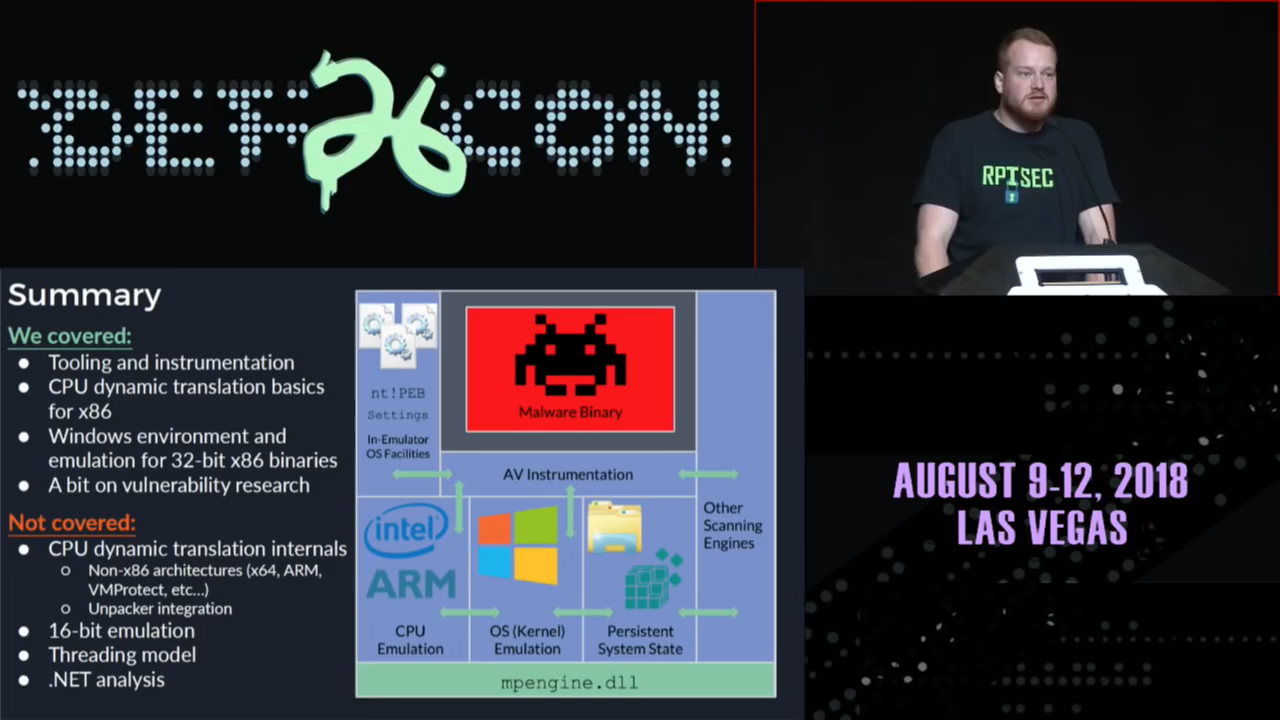 DEF 26 CON
RPISEC
Summary
We covered:
● Tooling and instrumentation
● CPU dynamic translation basics
for x86
● Windows environment and
emulation for 32-bit x86 binaries
● A bit on vulnerability research
Not covered:
● CPU dynamic translation internals
○ Non-x86 architectures (x64, ARM,
VMProtect, etc...)
○ Unpacker integration
● 16-bit emulation
● Threading model
● .NET analysis
nt!PEB
Settings
In-Emulator
OS Facilities
Malware Binary
AV Instrumentation
Other
Scanning
Engines
intel
ARM
CPU
Emulation
OS (Kernel)
Emulation
Persistent
System State
mpengine.dll
AUGUST 9-12, 2018
LAS VEGAS